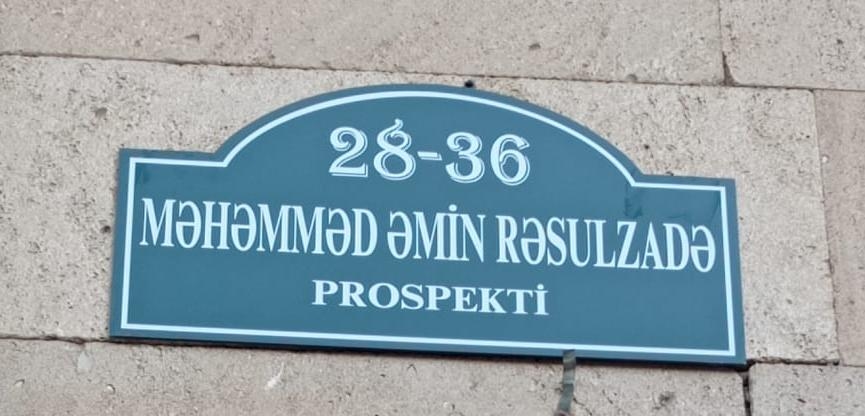 28-36
MƏHƏMMƏD ƏMİN RƏSULZADƏ
PROSPEKTİ